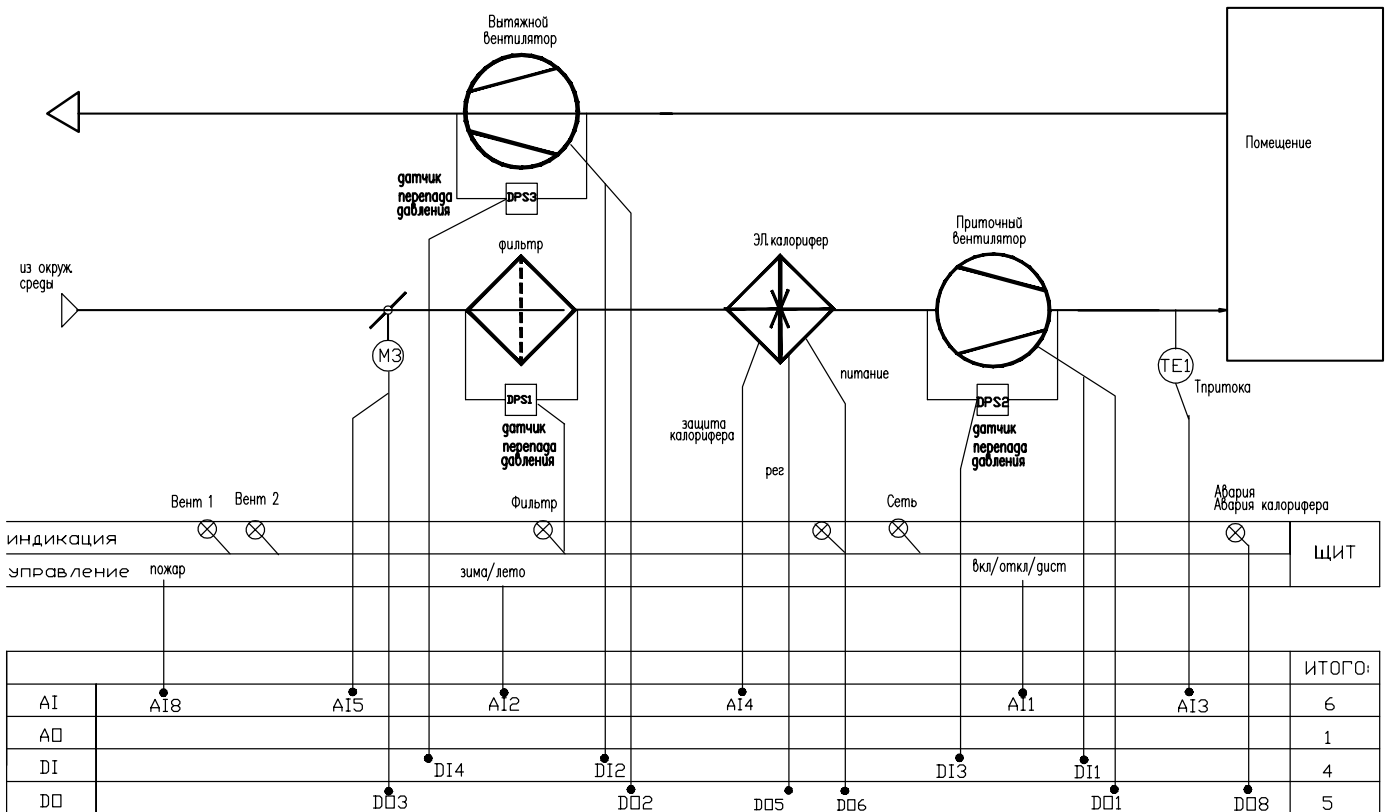 Вытяжной
вентилятор
Помещение
датчик
перепада
давления
DPS3
фильтр
ЭЛ.калорифер
Приточный
вентилятор
из окруж.
среды
M3
TE1
Tпритока
питание
DPS1
DPS2
датчик
перепада
давления
защита
калорифера
рег
датчик
перепада
давления
Вент 1
Вент 2
Фильтр
Сеть
Авария
Авария калорифера
индикация
ЩИТ
управление
пожар
зима/лето
вкл/откл/дист
ИТОГО:
AI AI8 AI5 AI2 AI4 AI1 AI3 6
AO 1
DI DI4 DI2 DI3 DI1 4
DO DO3 DO2 DO5 DO6 DO1 DO8 5